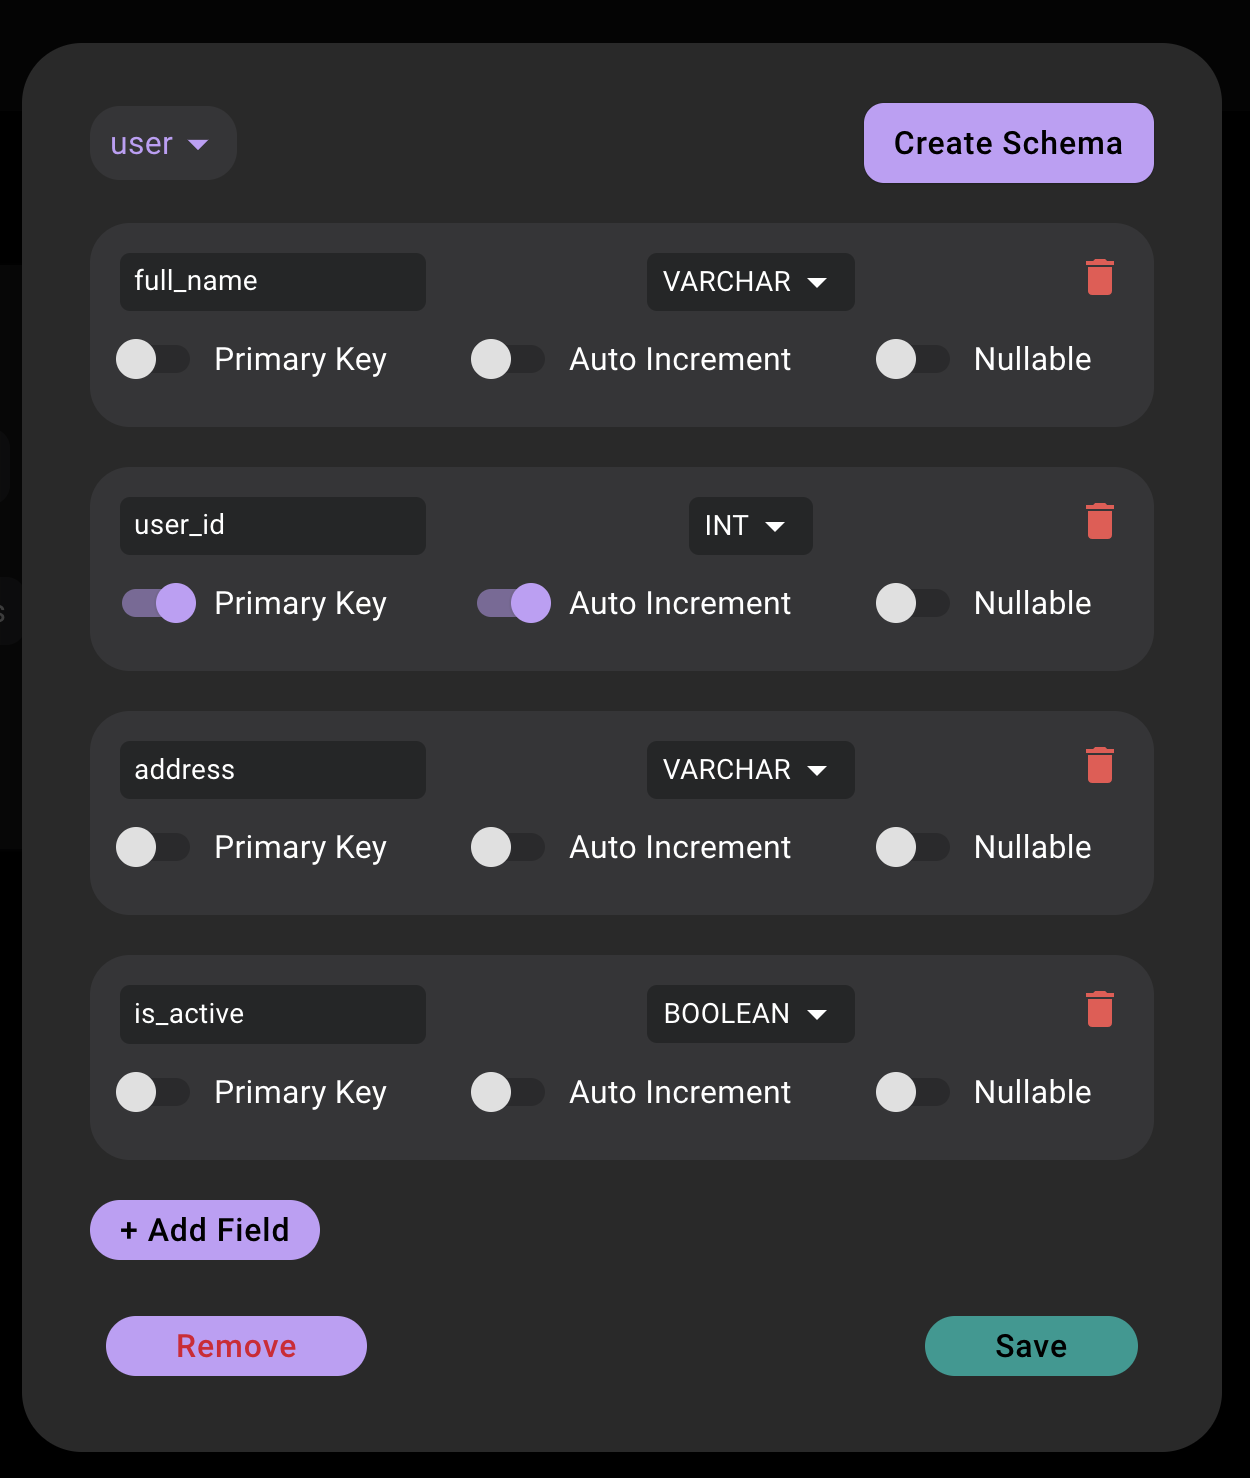 user
Create Schema
full_name
VARCHAR
Primary Key
Auto Increment
Nullable
user_id
INT
Primary Key
Auto Increment
Nullable
address
VARCHAR
Primary Key
Auto Increment
Nullable
is_active
BOOLEAN
Primary Key
Auto Increment
Nullable
+ Add Field
Remove
Save